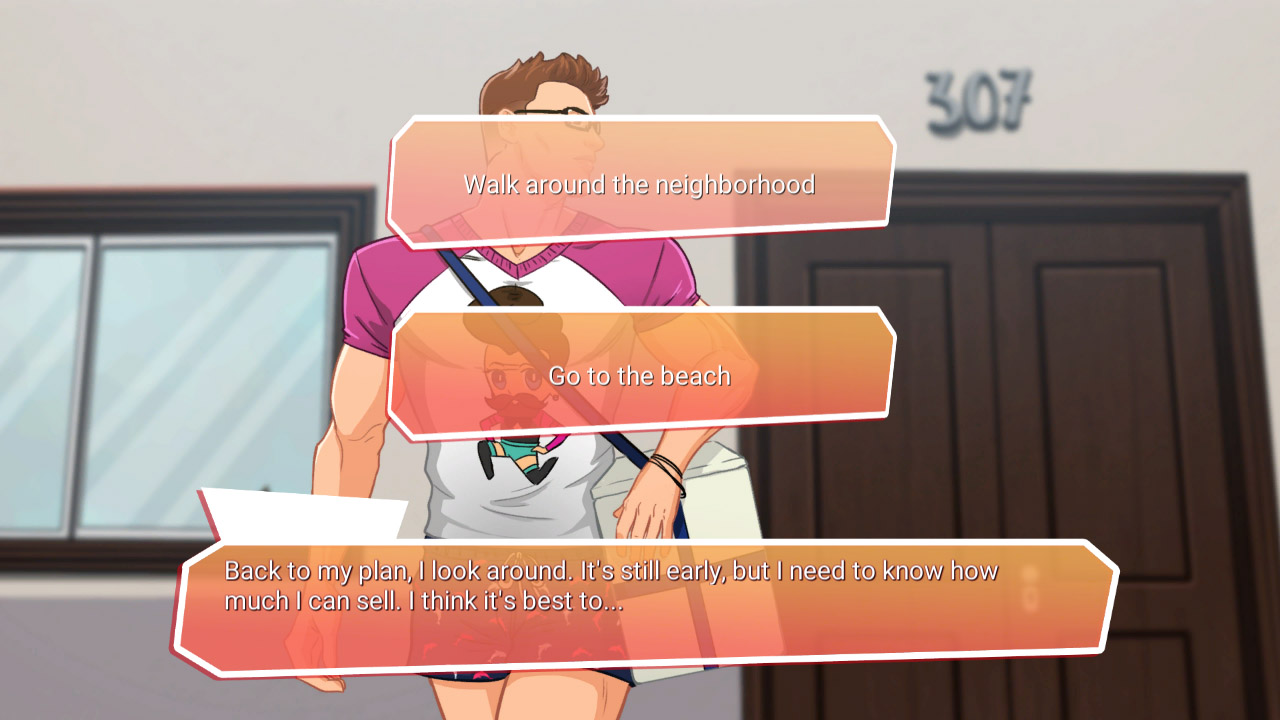 307
Walk around the neighborhood
Go to the beach
Back to my plan, I look around. It's still early, but I need to know how
much I can sell. I think it's best to...